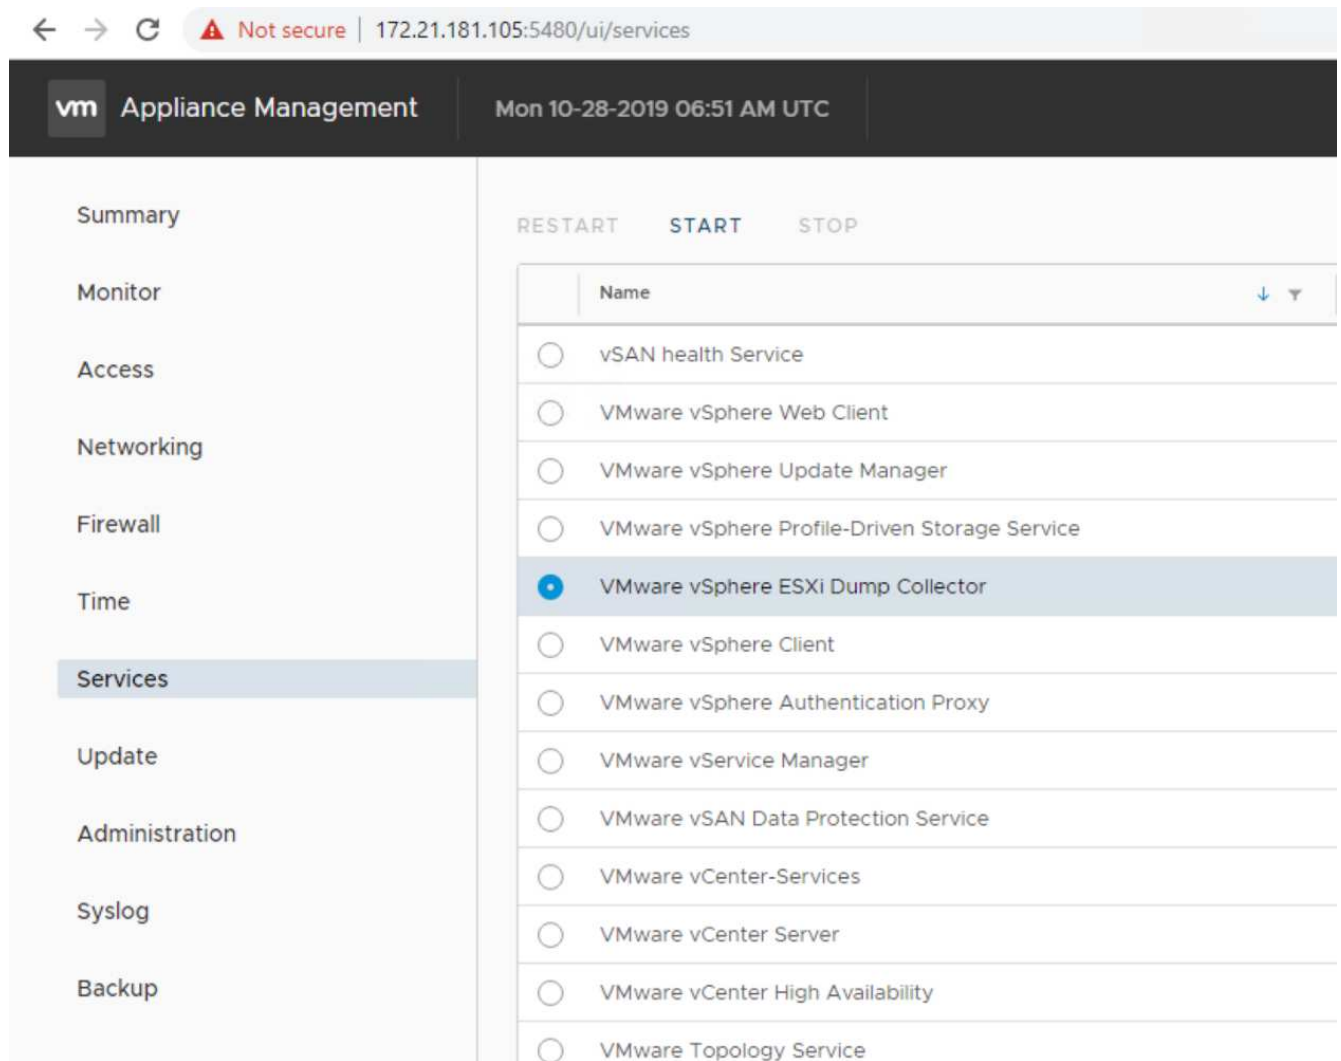 Not secure | 172.21.181.105:5480/ui/services
vm Appliance Management Mon 10-28-2019 06:51 AM UTC
Summary
Monitor
Access
Networking
Firewall
Time
Services
Update
Administration
Syslog
Backup
RESTART START STOP
Name
vSAN health Service
VMware vSphere Web Client
VMware vSphere Update Manager
VMware vSphere Profile-Driven Storage Service
VMware vSphere ESXi Dump Collector
VMware vSphere Client
VMware vSphere Authentication Proxy
VMware vService Manager
VMware vSAN Data Protection Service
VMware vCenter-Services
VMware vCenter Server
VMware vCenter High Availability
VMware Topology Service